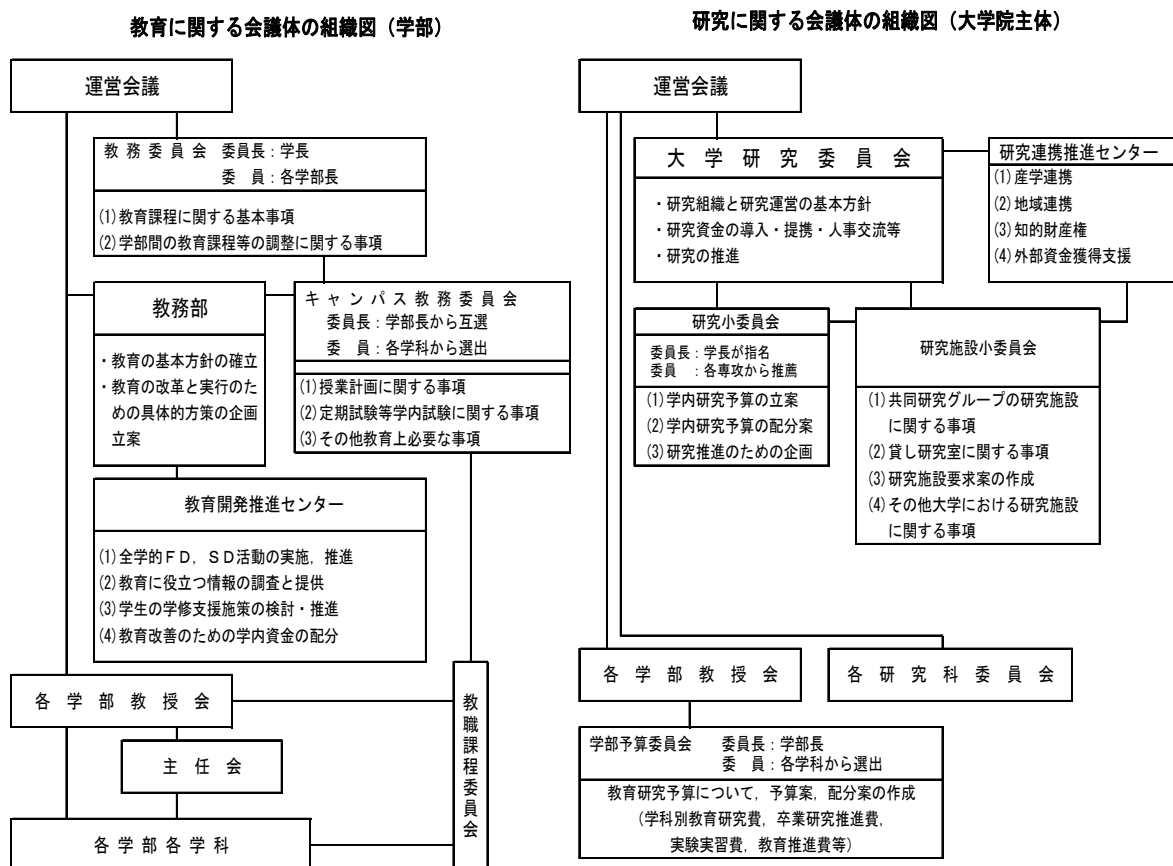 教育に関する会議体の組織図（学部）
運営会議
教務委員会　委員長：学長
委　員：各学部長
(1)教育課程に関する基本事項
(2)学部間の教育課程等の調整に関する事項
教務部
・教育の基本方針の確立
・教育の改革と実行のた
めの具体的方策の企画
立案
キャンパス教務委員会
委員長：学部長から互選
委　員：各学科から選出
(1)授業計画に関する事項
(2)定期試験等学内試験に関する事項
(3)その他教育上必要な事項
教育開発推進センター
(1)全学的ＦＤ，ＳＤ活動の実施，推進
(2)教育に役立つ情報の調査と提供
(3)学生の学修支援施策の検討・推進
(4)教育改善のための学内資金の配分
各学部教授会
主任会
各学部各学科
教職課程委員会
研究に関する会議体の組織図（大学院主体）
運営会議
大学研究委員会
・研究組織と研究運営の基本方針
・研究資金の導入・提携・人事交流等
・研究の推進
研究連携推進センター
(1)産学連携
(2)地域連携
(3)知的財産権
(4)外部資金獲得支援
研究小委員会
委員長：学長が指名
委員　：各専攻から推薦
(1)学内研究予算の立案
(2)学内研究予算の配分案
(3)研究推進のための企画
研究施設小委員会
(1)共同研究グループの研究施設
に関する事項
(2)貸し研究室に関する事項
(3)研究施設要求案の作成
(4)その他大学における研究施設
に関する事項
各学部教授会
各研究科委員会
学部予算委員会　委員長：学部長
委　員：各学科から選出
教育研究予算について，予算案，配分案の作成
（学科別教育研究費，卒業研究推進費，
実験実習費，教育推進費等）